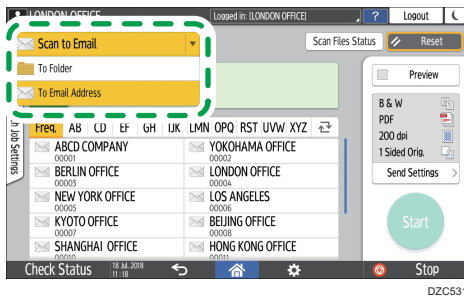 LONDON OFFICE
Logged in: [LONDON OFFICE]
?
Logout
Scan to Email
Scan Files Status
Reset
To Folder
To Email Address
Preview
B & W
PDF
200 dpi
1 Sided Orig.
Send Settings
Start
Job Settings
Freq. AB CD EF GH IJK LMN OPQ RST UVW XYZ
ABCD COMPANY
00001
YOKOHAMA OFFICE
00002
BERLIN OFFICE
00003
LONDON OFFICE
00004
NEW YORK OFFICE
00005
LOS ANGELES
00006
KYOTO OFFICE
00007
BEIJING OFFICE
00008
SHANGHAI OFFICE
00010
HONG KONG OFFICE
00011
Check Status
18 Jul. 2018
11:18
Stop
DZC531